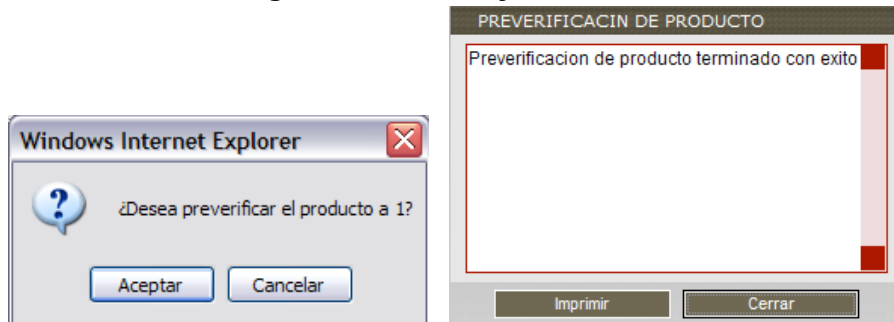 Windows Internet Explorer
¿Desea preverificar el producto a 1?
Aceptar
Cancelar
PREVERIFICACIN DE PRODUCTO
Preverificacion de producto terminado con exito
Imprimir
Cerrar